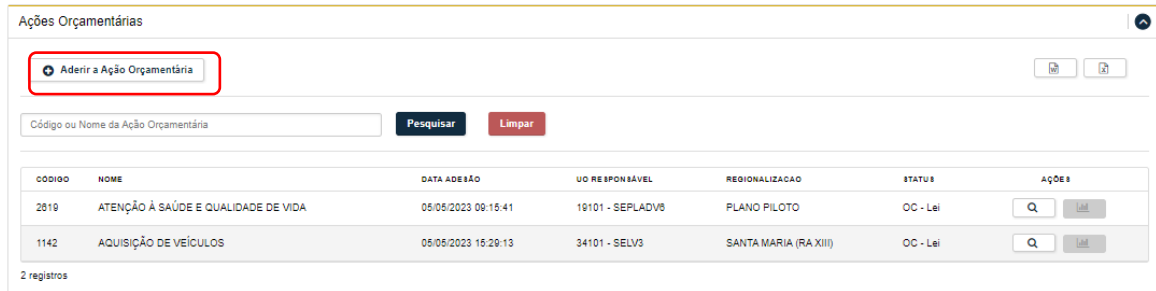 Ações Orçamentárias
Aderir a Ação Orçamentária
Código ou Nome da Ação Orçamentária Pesquisar Limpar
CÓDIGO NOME DATA ADESÃO UO RESPONSÁVEL REGIONALIZACAO STATUS AÇÕES
2619 ATENÇÃO À SAÚDE E QUALIDADE DE VIDA 05/05/2023 09:15:41 19101 - SEPLADV6 PLANO PILOTO OC - Lei
1142 AQUISIÇÃO DE VEÍCULOS 05/05/2023 15:29:13 34101 - SELV3 SANTA MARIA (RA XIII) OC - Lei
2 registros